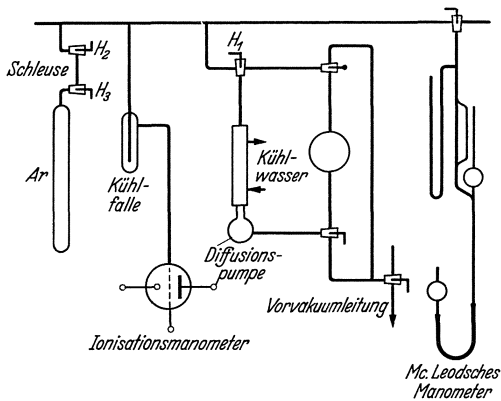 H₂
Schleuse
H₃
Ar
Kühl-
falle
Ionisationsmanometer
H₁
Kühl-
wasser
Diffusions-
pumpe
Vorvakuumleitung
Mc. Leodsches
Manometer